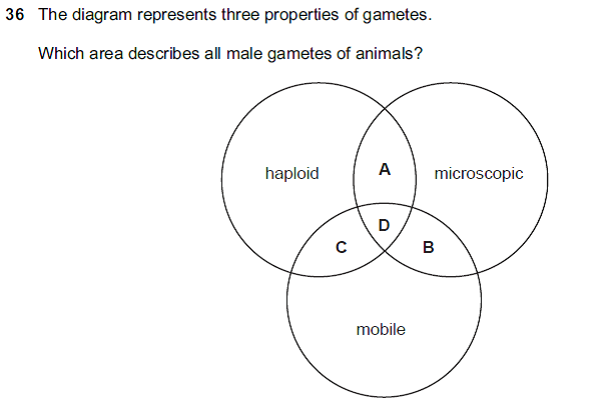 36 The diagram represents three properties of gametes.
Which area describes all male gametes of animals?
haploid
A
microscopic
D
C
B
mobile